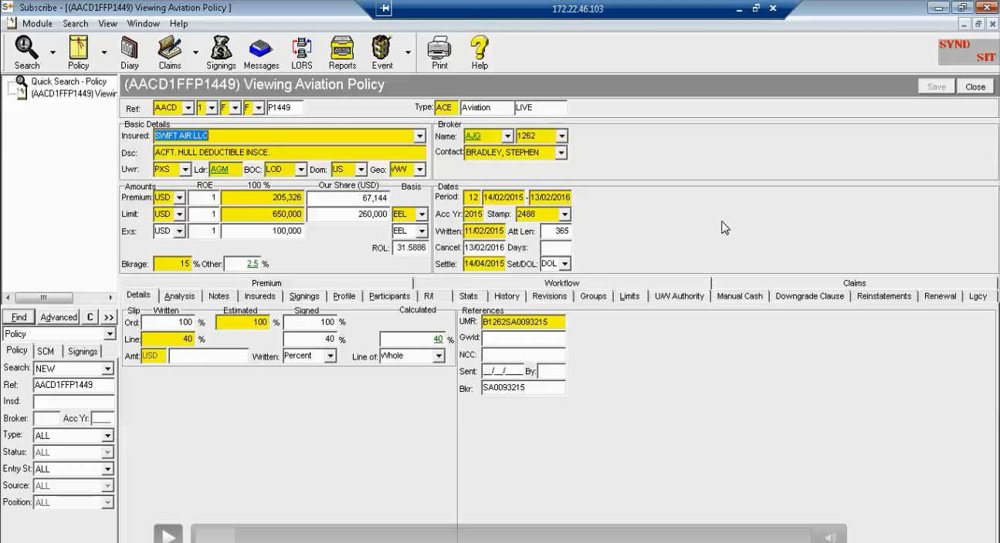 Subscribe - [(AACD1FFP1449) Viewing Aviation Policy ]
172.22.46.103
Module Search View Window Help
Search Policy Diary Claims Signings Messages LORS Reports Event Print Help
SYND
SIT
Quick Search - Policy
(AACD1FFP1449) Viewin
(AACD1FFP1449) Viewing Aviation Policy
Save Close
Ref: AACD 1 F F P1449 Type: ACE Aviation LIVE
Basic Details
Insured: SWIFT AIR LLC
Dsc: ACFT. HULL DEDUCTIBLE INSCE.
Uwr: PXS Ldr: AGM BOC: LOD Dom: US Geo: WW
Broker
Name: AJG 1262
Contact: BRADLEY, STEPHEN
Amounts ROE 100 % Our Share (USD) Basis
Premium: USD 1 205,326 67,144
Limit: USD 1 650,000 260,000 EEL
Exs: USD 1 100,000 EEL
ROL: 31.5886
Bkrage: 15 % Other: 2.5 %
Dates
Period: 12 14/02/2015 - 13/02/2016
Acc Yr: 2015 Stamp: 2488
Written: 11/02/2015 Att Len: 365
Cancel: 13/02/2016 Days:
Settle: 14/04/2015 Set/DOL: DOL
Premium Workflow Claims
Details Analysis Notes Insureds Signings Profile Participants R/I Stats History Revisions Groups Limits UW Authority Manual Cash Downgrade Clause Reinstatements Renewal Lgcy
Slip Written Estimated Signed Calculated
Ord: 100 % 100 % 100 %
Line: 40 % 40 % 40 %
Amt: USD Written: Percent Line of: Whole
References
UMR: B1262SA0093215
GwId:
NCC:
Sent: __/__/____ By:
Bkr: SA0093215
Find Advanced C >>
Policy
Policy SCM Signings
Search: NEW
Ref: AACD1FFP1449
Insd:
Broker: Acc Yr: ____
Type: ALL
Status: ALL
Entry St: ALL
Source: ALL
Position: ALL